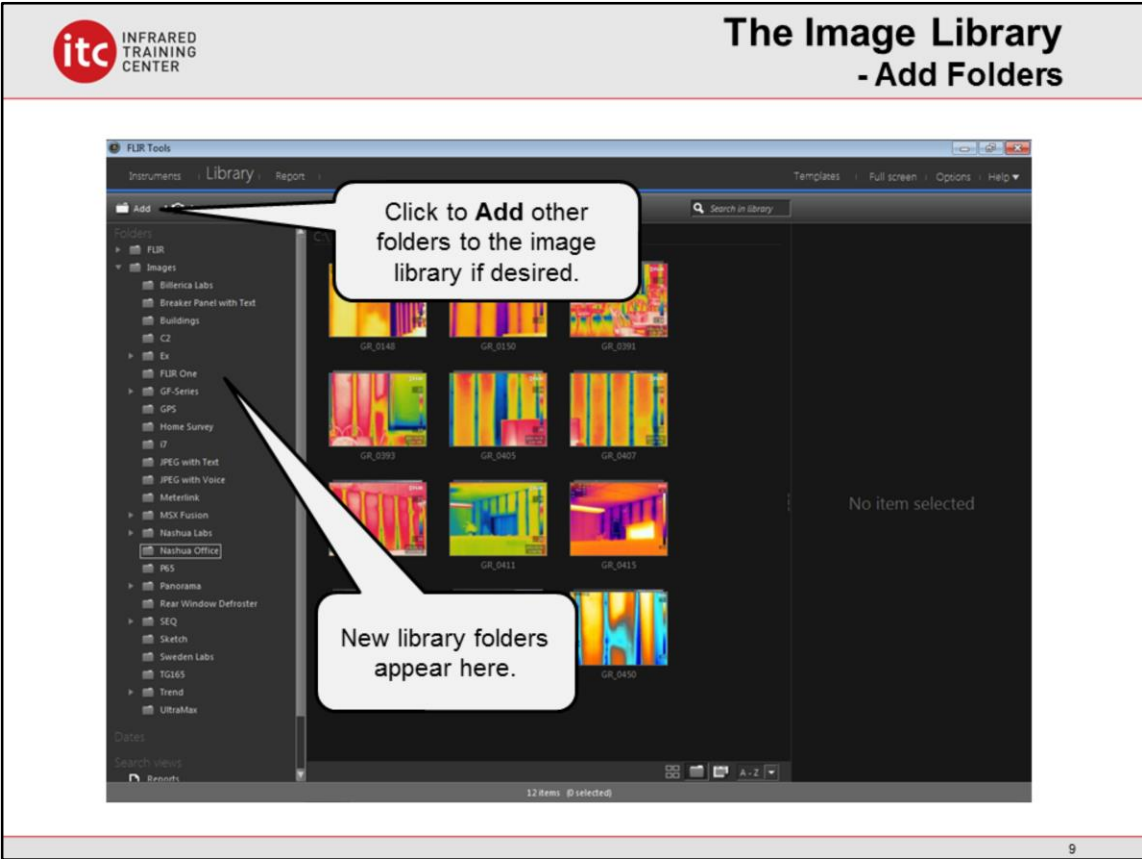 itc INFRARED
TRAINING
CENTER
The Image Library
- Add Folders
FLIR Tools
Instruments Library Report
Templates Full screen Options Help
Add
Search in library
Click to Add other
folders to the image
library if desired.
Folders
FLIR
Images
Billerica Labs
Breaker Panel with Text
Buildings
C2
Ex
FLIR One
GF-Series
GPS
Home Survey
i7
JPEG with Text
JPEG with Voice
Meterlink
MSX Fusion
Nashua Labs
Nashua Office
P65
Panorama
Rear Window Defroster
SEQ
Sketch
Sweden Labs
TG165
Trend
UltraMax
Dates
Search views
Reports
GR_0148 GR_0150 GR_0391
GR_0393 GR_0405 GR_0407
GR_0411 GR_0415
GR_0450
New library folders
appear here.
No item selected
A - Z
12 items (0 selected)
9